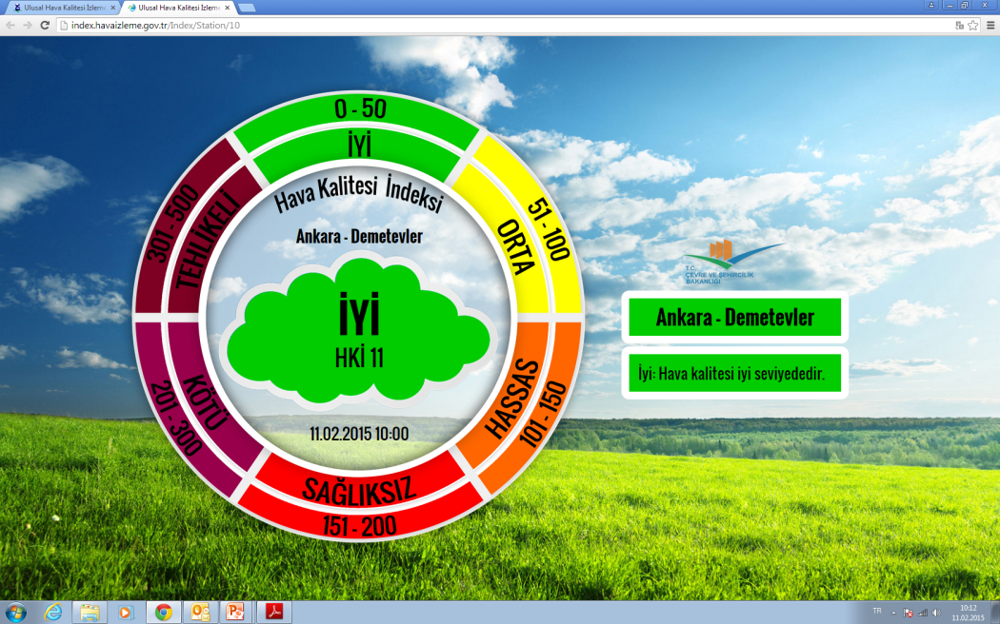 Ulusal Hava Kalitesi İzleme
Ulusal Hava Kalitesi İzleme
index.havaizleme.gov.tr/Index/Station/10
0 - 50
İYİ
51 - 100
ORTA
101 - 150
HASSAS
151 - 200
SAĞLIKSIZ
201 - 300
KÖTÜ
301 - 500
TEHLİKELİ
Hava Kalitesi İndeksi
Ankara - Demetevler
İYİ
HKİ 11
11.02.2015 10:00
T.C.
ÇEVRE VE ŞEHİRCİLİK
BAKANLIĞI
Ankara - Demetevler
İyi: Hava kalitesi iyi seviyededir.
TR
10:12
11.02.2015